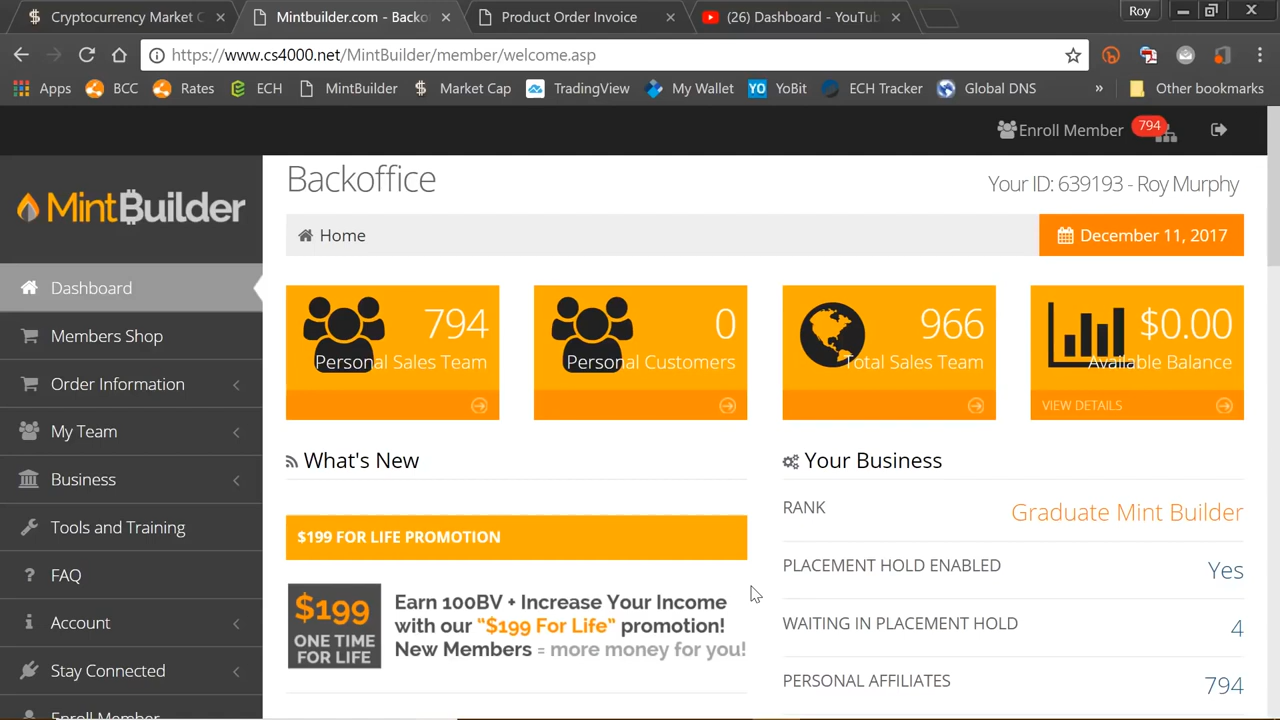 Cryptocurrency Market C
Mintbuilder.com - Backo
Product Order Invoice
(26) Dashboard - YouTub
Roy
https://www.cs4000.net/MintBuilder/member/welcome.asp
Apps
BCC
Rates
ECH
MintBuilder
Market Cap
TradingView
My Wallet
YO YoBit
ECH Tracker
Global DNS
»
Other bookmarks
Enroll Member
794
MintBuilder
Backoffice
Your ID: 639193 - Roy Murphy
Home
December 11, 2017
Dashboard
Members Shop
Order Information
My Team
Business
Tools and Training
? FAQ
Account
Stay Connected
Enroll Member
794
Personal Sales Team
0
Personal Customers
966
Total Sales Team
$0.00
Available Balance
VIEW DETAILS
What's New
$199 FOR LIFE PROMOTION
$199
ONE TIME
FOR LIFE
Earn 100BV + Increase Your Income
with our "$199 For Life" promotion!
New Members = more money for you!
Your Business
RANK
Graduate Mint Builder
PLACEMENT HOLD ENABLED
Yes
WAITING IN PLACEMENT HOLD
4
PERSONAL AFFILIATES
794